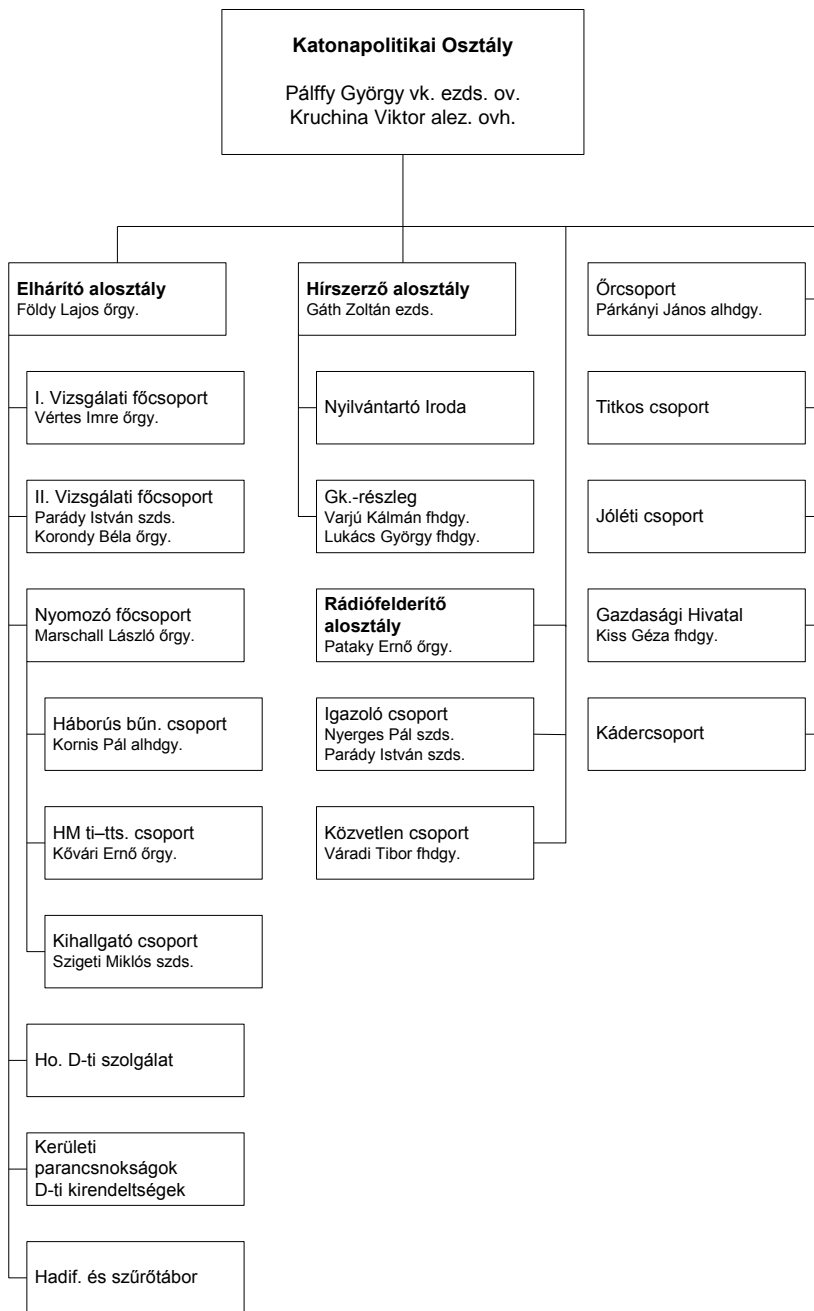 Katonapolitikai Osztály
Pálffy György vk. ezds. ov.
Kruchina Viktor alez. ovh.
Elhárító alosztály
Földy Lajos őrgy.
I. Vizsgálati főcsoport
Vértes Imre őrgy.
II. Vizsgálati főcsoport
Parády István szds.
Korondy Béla őrgy.
Nyomozó főcsoport
Marschall László őrgy.
Háborús bűn. csoport
Kornis Pál alhdgy.
HM ti–tts. csoport
Kővári Ernő őrgy.
Kihallgató csoport
Szigeti Miklós szds.
Ho. D-ti szolgálat
Kerületi
parancsnokságok
D-ti kirendeltségek
Hadif. és szűrőtábor
Hírszerző alosztály
Gáth Zoltán ezds.
Nyilvántartó Iroda
Gk.-részleg
Varjú Kálmán fhdgy.
Lukács György fhdgy.
Rádiófelderítő
alosztály
Pataky Ernő őrgy.
Igazoló csoport
Nyerges Pál szds.
Parády István szds.
Közvetlen csoport
Váradi Tibor fhdgy.
Őrcsoport
Párkányi János alhdgy.
Titkos csoport
Jóléti csoport
Gazdasági Hivatal
Kiss Géza fhdgy.
Kádercsoport